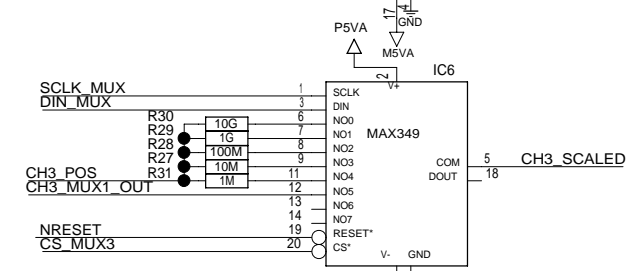 17
4
GND
P5VA
M5VA
IC6
2
V+
SCLK_MUX 1 SCLK
DIN_MUX 3 DIN
R30 10G 6 NO0
R29 1G 7 NO1
R28 100M 8 NO2
R27 10M 9 NO3
CH3_POS R31 1M 11 NO4
CH3_MUX1_OUT 12 NO5
13 NO6
14 NO7
NRESET 19 RESET*
CS_MUX3 20 CS*
MAX349
COM 5 CH3_SCALED
DOUT 18
V- GND